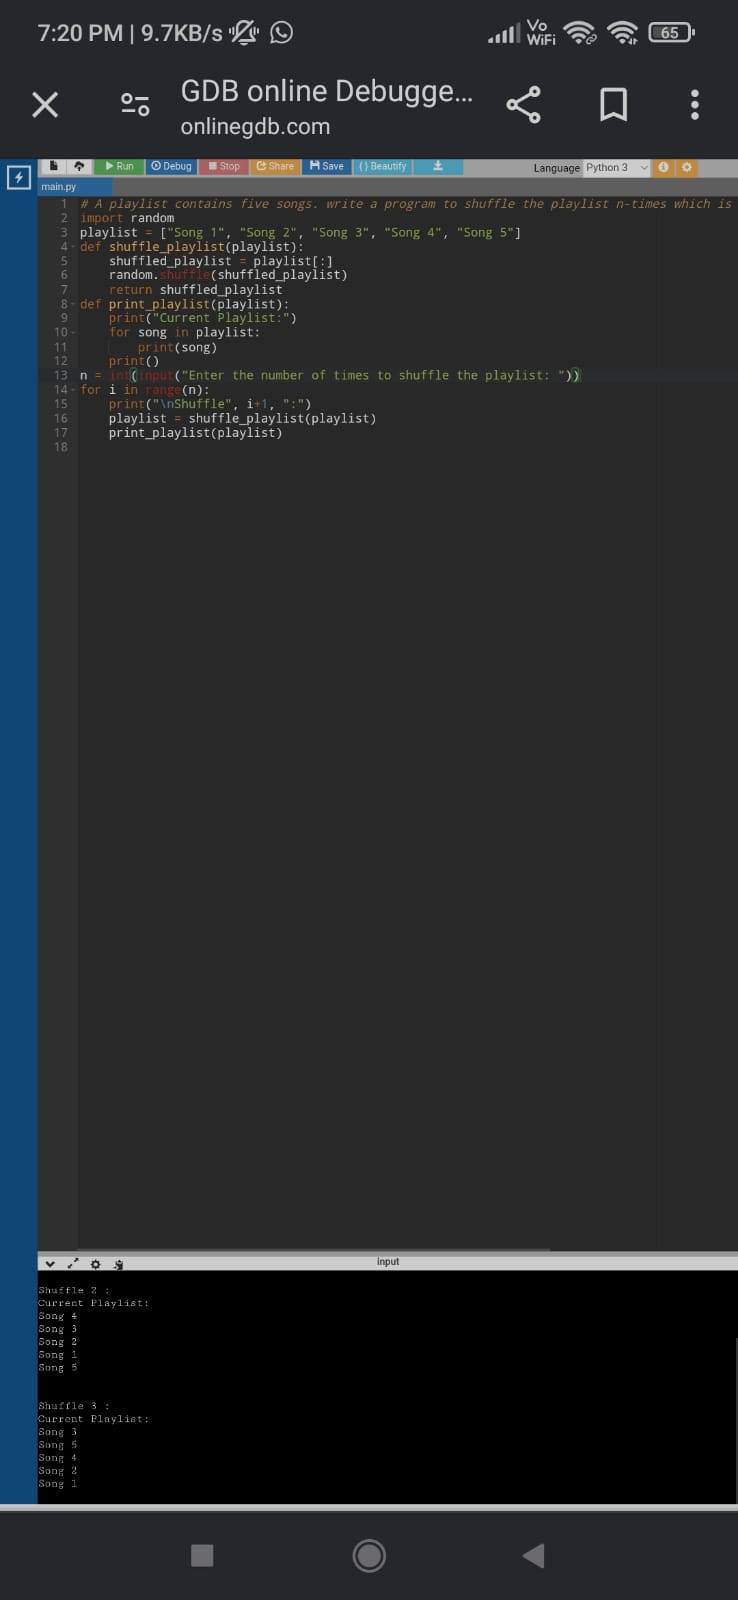 7:20 PM | 9.7KB/s
Vo
WiFi
65
GDB online Debugge...
onlinegdb.com
Run Debug Stop Share Save {} Beautify
Language Python 3
main.py
1 # A playlist contains five songs. write a program to shuffle the playlist n-times which is
2 import random
3 playlist = ["Song 1", "Song 2", "Song 3", "Song 4", "Song 5"]
4 def shuffle_playlist(playlist):
5     shuffled_playlist = playlist[:]
6     random.shuffle(shuffled_playlist)
7     return shuffled_playlist
8 def print_playlist(playlist):
9     print("Current Playlist:")
10     for song in playlist:
11         print(song)
12     print()
13 n = int(input("Enter the number of times to shuffle the playlist: "))
14 for i in range(n):
15     print("\nShuffle", i+1, ":")
16     playlist = shuffle_playlist(playlist)
17     print_playlist(playlist)
18
input
Shuffle 2 :
Current Playlist:
Song 4
Song 3
Song 2
Song 1
Song 5
Shuffle 3 :
Current Playlist:
Song 3
Song 5
Song 4
Song 2
Song 1